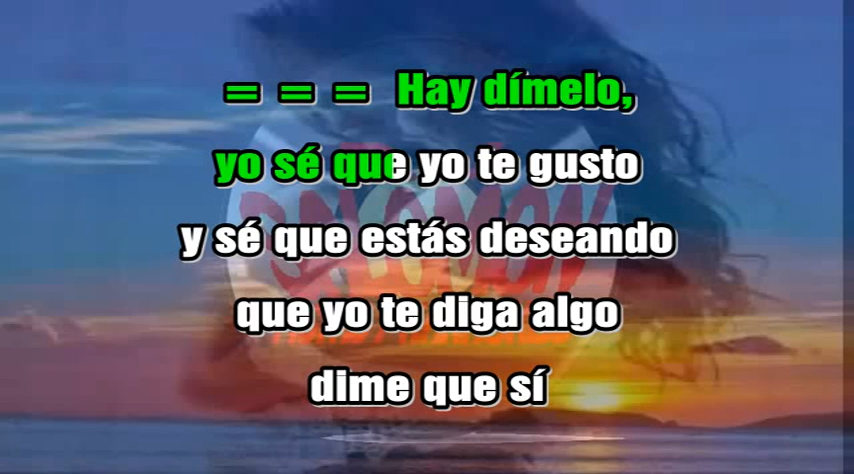 = = = Hay dímelo,
yo sé que yo te gusto
y sé que estás deseando
que yo te diga algo
dime que sí